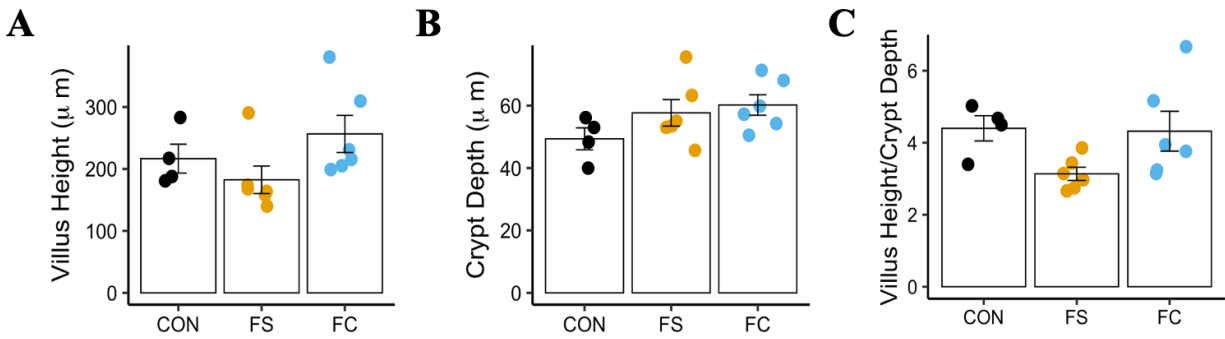 A
Villus Height (μ m)
300
200
100
0
CON FS FC
B
Crypt Depth (μ m)
60
40
20
0
CON FS FC
C
Villus Height/Crypt Depth
6
4
2
0
CON FS FC